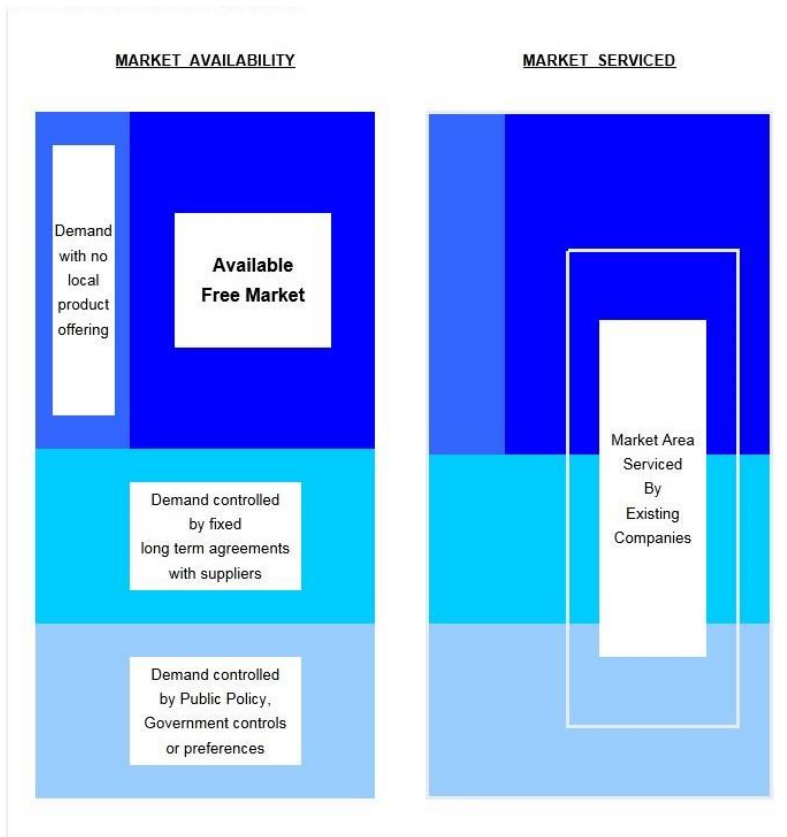 MARKET AVAILABILITY
MARKET SERVICED
Demand
with no
local
product
offering
Available
Free Market
Demand controlled
by fixed
long term agreements
with suppliers
Demand controlled
by Public Policy,
Government controls
or preferences
Market Area
Serviced
By
Existing
Companies